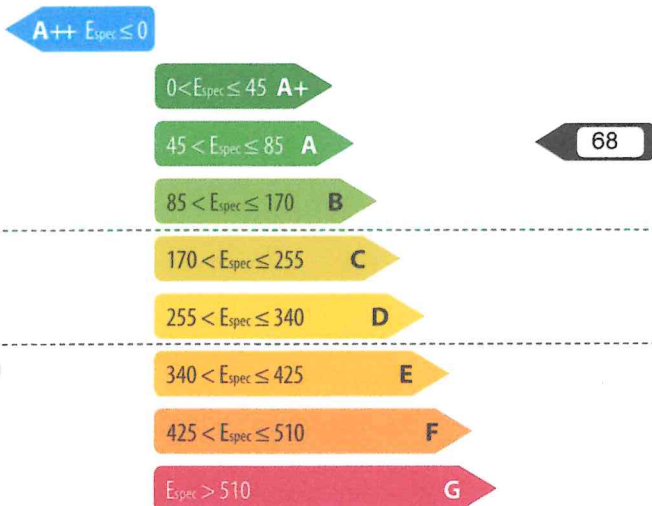 A++ Espec ≤ 0
0<Espec ≤ 45 A+
45 < Espec ≤ 85 A
68
85 < Espec ≤ 170 B
170 < Espec ≤ 255 C
255 < Espec ≤ 340 D
340 < Espec ≤ 425 E
425 < Espec ≤ 510 F
Espec > 510 G